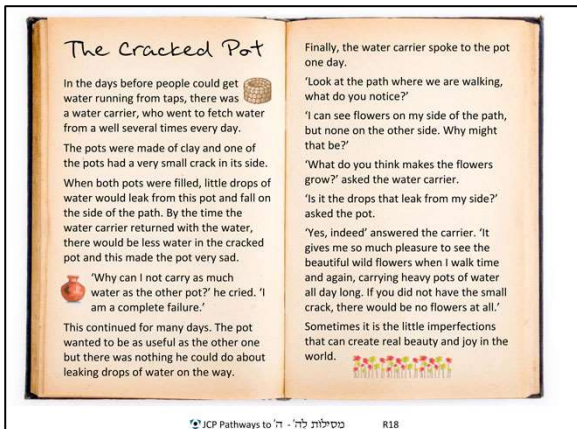 The Cracked Pot
In the days before people could get
water running from taps, there was
a water carrier, who went to fetch water
from a well several times every day.
The pots were made of clay and one of
the pots had a very small crack in its side.
When both pots were filled, little drops of
water would leak from this pot and fall on
the side of the path. By the time the
water carrier returned with the water,
there would be less water in the cracked
pot and this made the pot very sad.
‘Why can I not carry as much
water as the other pot?’ he cried. ‘I
am a complete failure.’
This continued for many days. The pot
wanted to be as useful as the other one
but there was nothing he could do about
leaking drops of water on the way.
Finally, the water carrier spoke to the pot
one day.
‘Look at the path where we are walking,
what do you notice?’
‘I can see flowers on my side of the path,
but none on the other side. Why might
that be?’
‘What do you think makes the flowers
grow?’ asked the water carrier.
‘Is it the drops that leak from my side?’
asked the pot.
‘Yes, indeed’ answered the carrier. ‘It
gives me so much pleasure to see the
beautiful wild flowers when I walk time
and again, carrying heavy pots of water
all day long. If you did not have the small
crack, there would be no flowers at all.’
Sometimes it is the little imperfections
that can create real beauty and joy in the
world.
JCP Pathways to 'מסילות לה' - ה R18